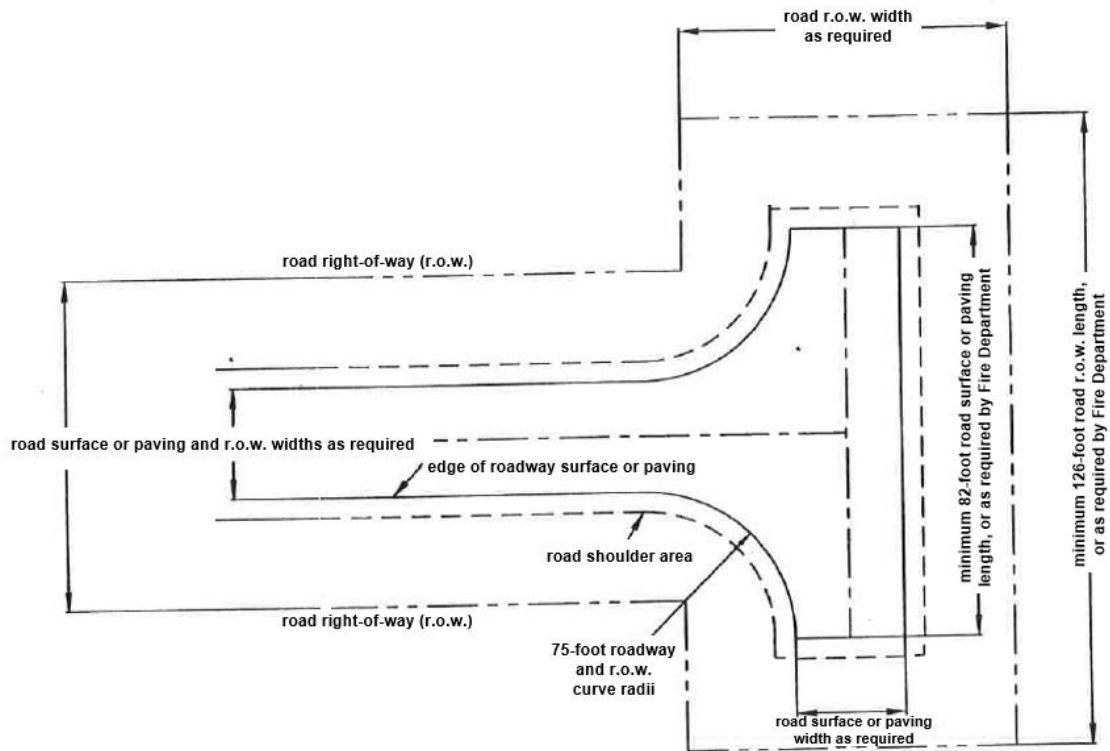 road r.o.w. width
as required
road right-of-way (r.o.w.)
minimum 82-foot road surface or paving
length, or as required by Fire Department
minimum 126-foot road r.o.w. length,
or as required by Fire Department
road surface or paving and r.o.w. widths as required
edge of roadway surface or paving
road shoulder area
road right-of-way (r.o.w.)
75-foot roadway
and r.o.w.
curve radii
road surface or paving
width as required